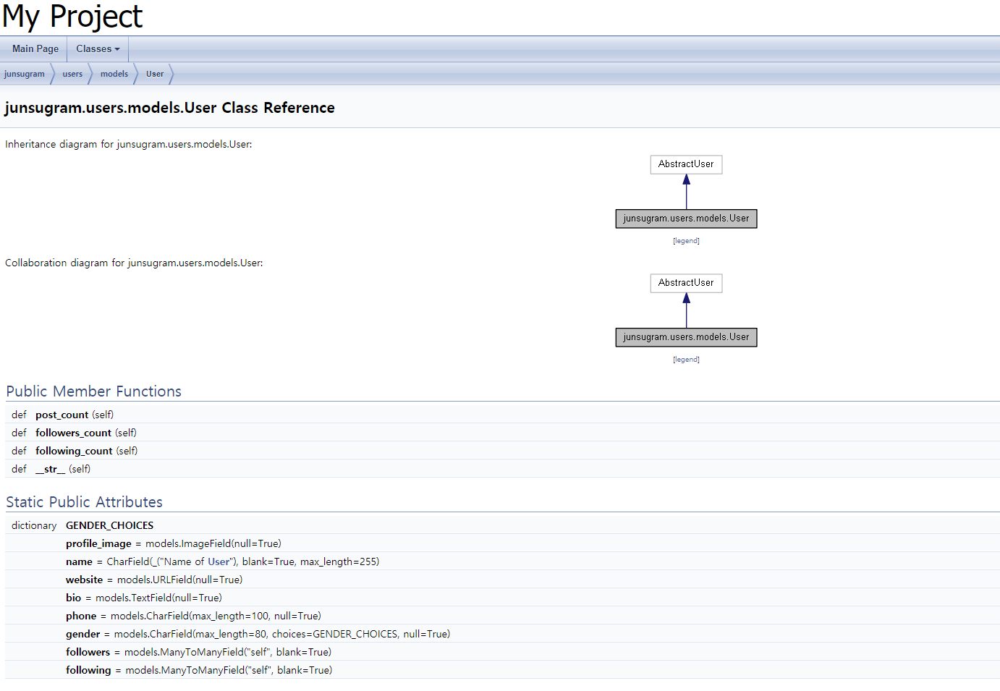 My Project
Main Page Classes
junsugram users models User
junsugram.users.models.User Class Reference
Inheritance diagram for junsugram.users.models.User:
AbstractUser
junsugram.users.models.User
[legend]
Collaboration diagram for junsugram.users.models.User:
AbstractUser
junsugram.users.models.User
[legend]
Public Member Functions
def post_count (self)
def followers_count (self)
def following_count (self)
def __str__ (self)
Static Public Attributes
dictionary GENDER_CHOICES
profile_image = models.ImageField(null=True)
name = CharField(_("Name of User"), blank=True, max_length=255)
website = models.URLField(null=True)
bio = models.TextField(null=True)
phone = models.CharField(max_length=100, null=True)
gender = models.CharField(max_length=80, choices=GENDER_CHOICES, null=True)
followers = models.ManyToManyField("self", blank=True)
following = models.ManyToManyField("self", blank=True)